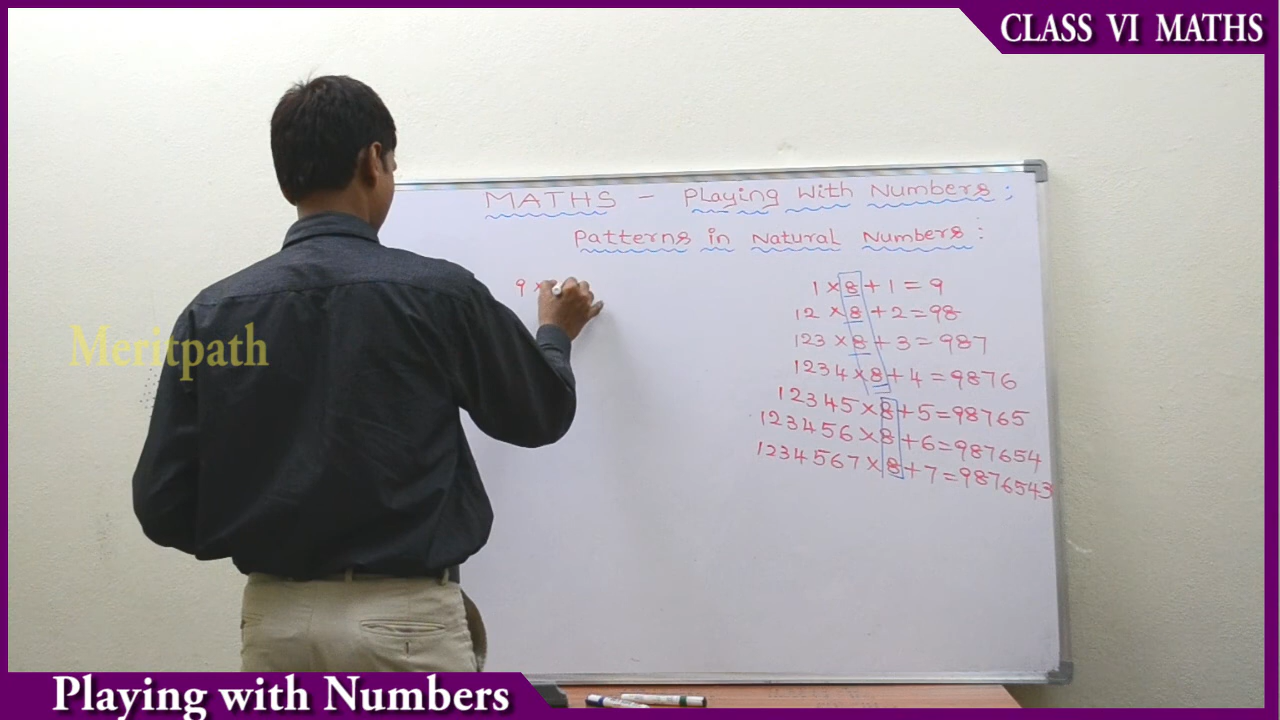 CLASS VI MATHS
MATHS - Playing With Numbers ;
Patterns in Natural Numbers :
9 ×
1 × 8 + 1 = 9
12 × 8 + 2 = 98
123 × 8 + 3 = 987
1234 × 8 + 4 = 9876
12345 × 8 + 5 = 98765
123456 × 8 + 6 = 987654
1234567 × 8 + 7 = 9876543
Meritpath
Playing with Numbers